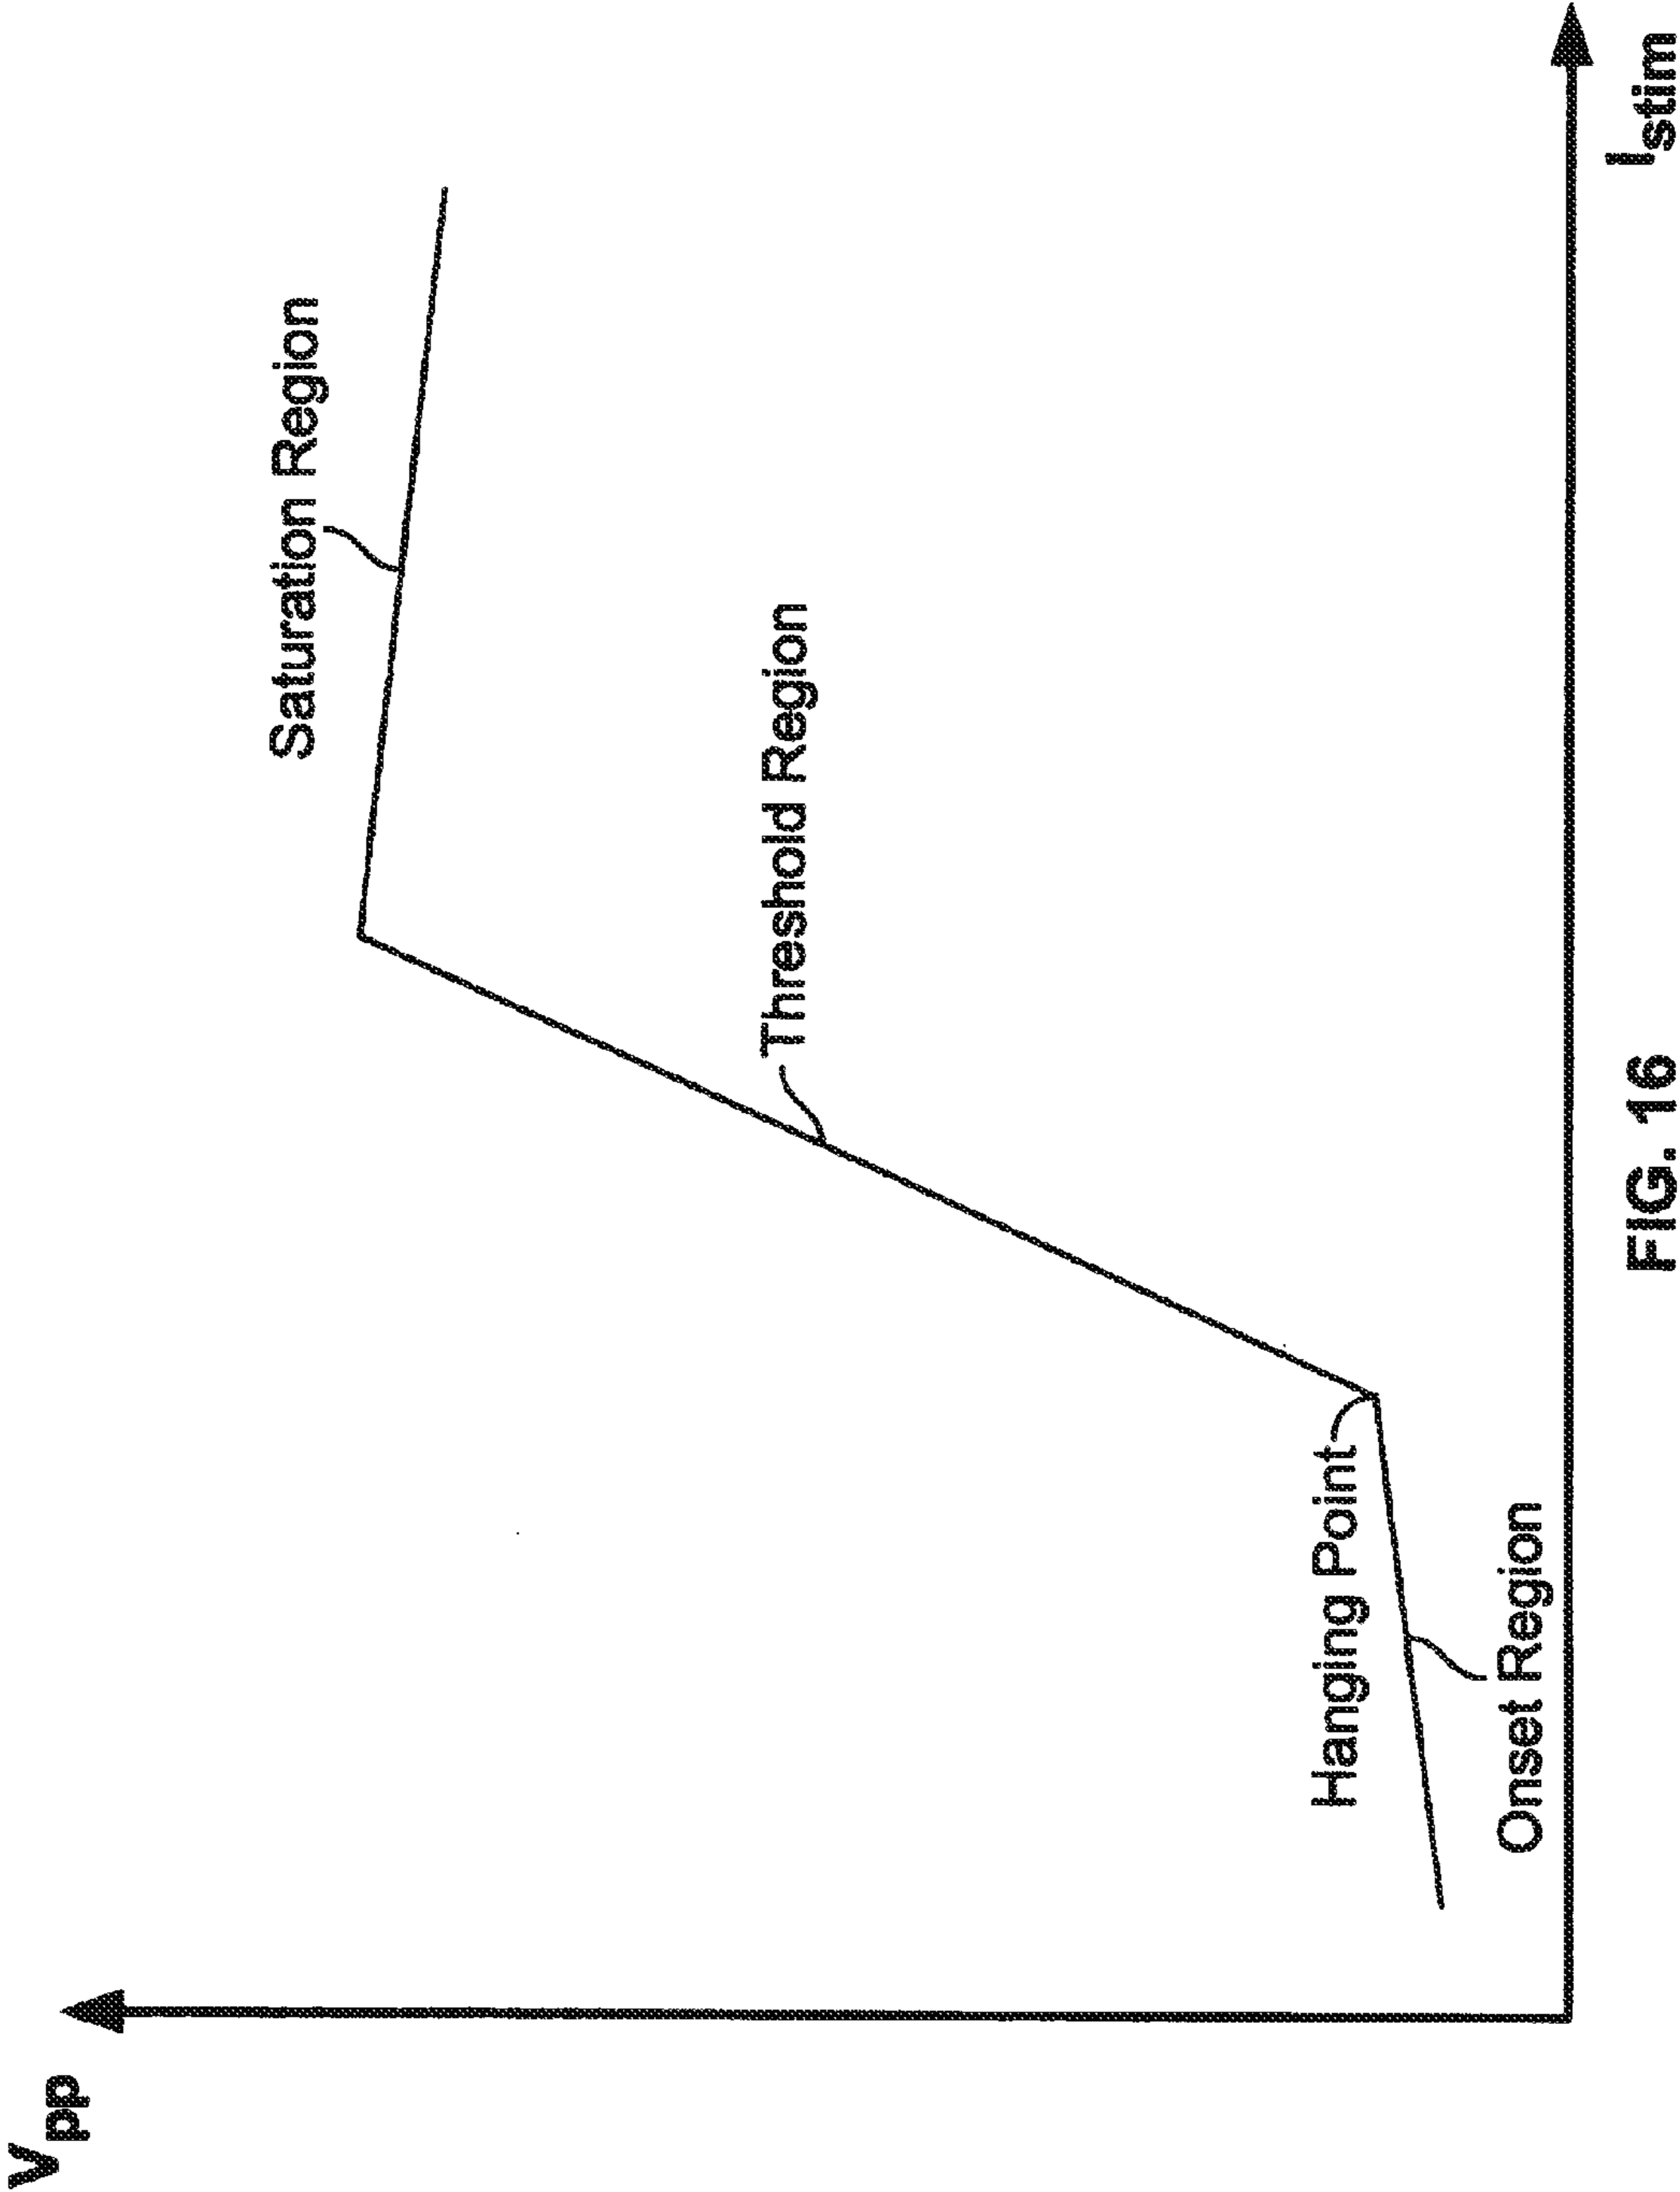 Vpp
Saturation Region
Threshold Region
Hanging Point
Onset Region
Istim
FIG. 16